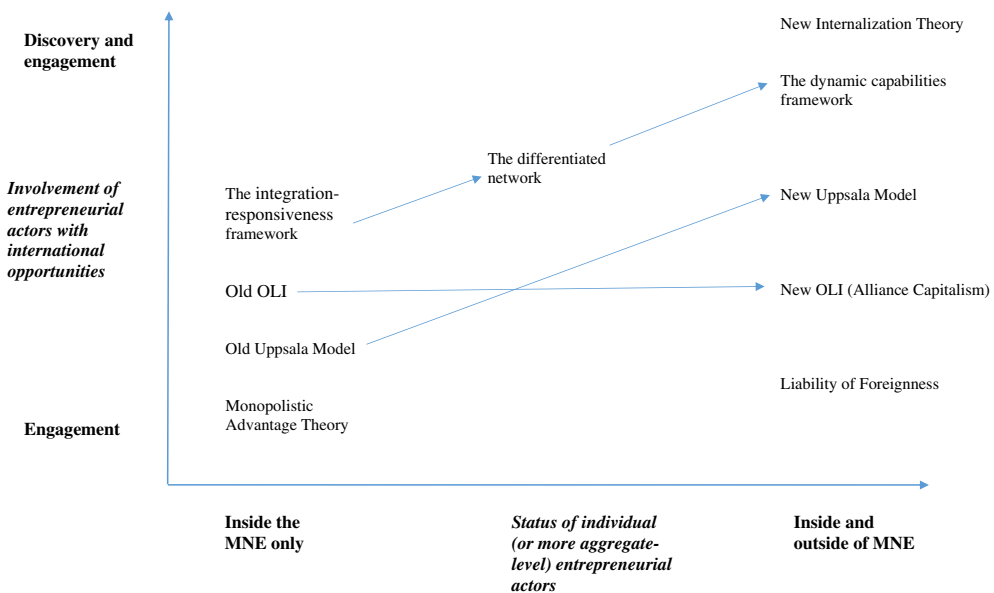 Discovery and
engagement
Involvement of
entrepreneurial
actors with
international
opportunities
Engagement
The integration-
responsiveness
framework
Old OLI
Old Uppsala Model
Monopolistic
Advantage Theory
The differentiated
network
New Internalization Theory
The dynamic capabilities
framework
New Uppsala Model
New OLI (Alliance Capitalism)
Liability of Foreignness
Inside the
MNE only
Status of individual
(or more aggregate-
level) entrepreneurial
actors
Inside and
outside of MNE